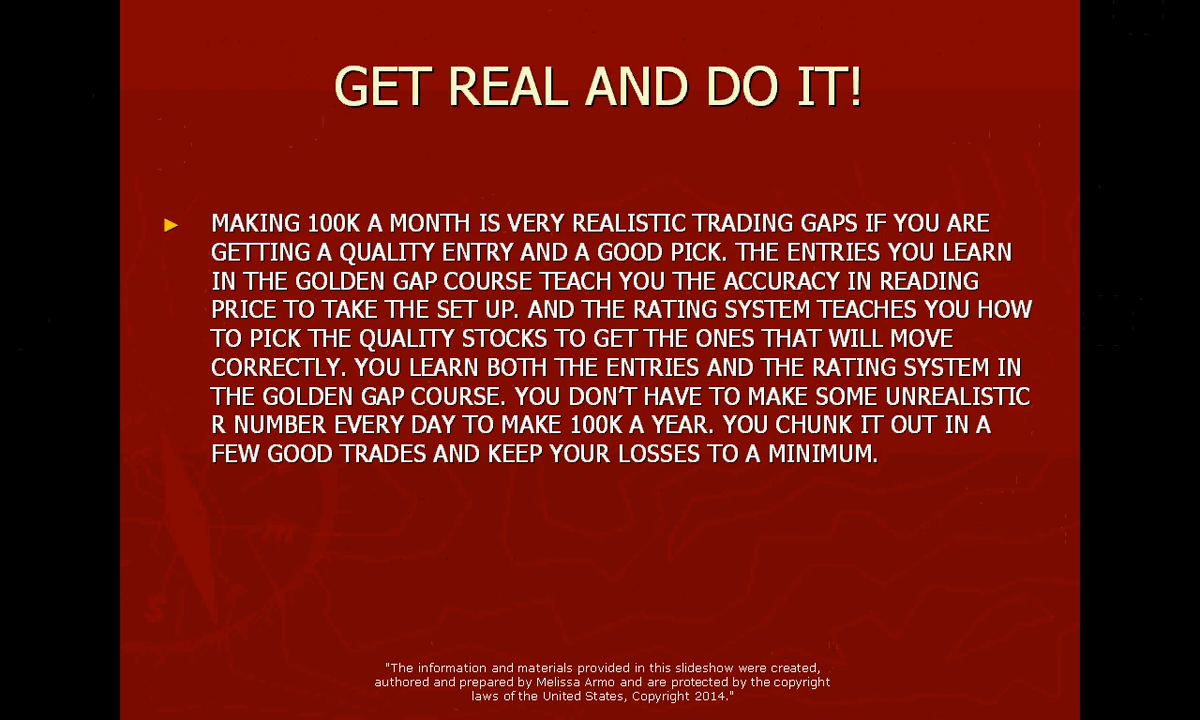 GET REAL AND DO IT!
► MAKING 100K A MONTH IS VERY REALISTIC TRADING GAPS IF YOU ARE
GETTING A QUALITY ENTRY AND A GOOD PICK. THE ENTRIES YOU LEARN
IN THE GOLDEN GAP COURSE TEACH YOU THE ACCURACY IN READING
PRICE TO TAKE THE SET UP. AND THE RATING SYSTEM TEACHES YOU HOW
TO PICK THE QUALITY STOCKS TO GET THE ONES THAT WILL MOVE
CORRECTLY. YOU LEARN BOTH THE ENTRIES AND THE RATING SYSTEM IN
THE GOLDEN GAP COURSE. YOU DON'T HAVE TO MAKE SOME UNREALISTIC
R NUMBER EVERY DAY TO MAKE 100K A YEAR. YOU CHUNK IT OUT IN A
FEW GOOD TRADES AND KEEP YOUR LOSSES TO A MINIMUM.
"The information and materials provided in this slideshow were created,
authored and prepared by Melissa Armo and are protected by the copyright
laws of the United States, Copyright 2014."